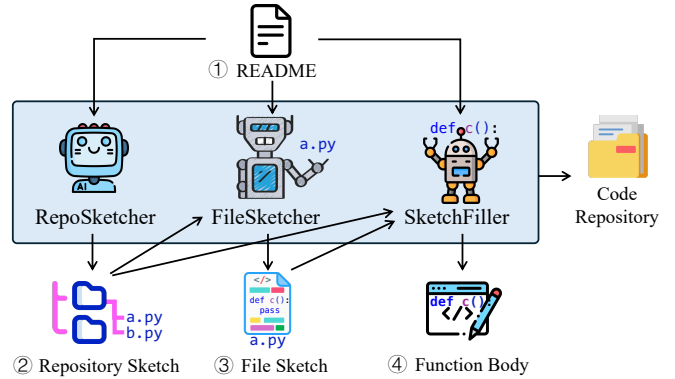 ① README
a.py
def c():
AI
RepoSketcher
FileSketcher
SketchFiller
Code
Repository
a.py
b.py
</>
def c():
pass
a.py
def c()
</>
② Repository Sketch
③ File Sketch
④ Function Body